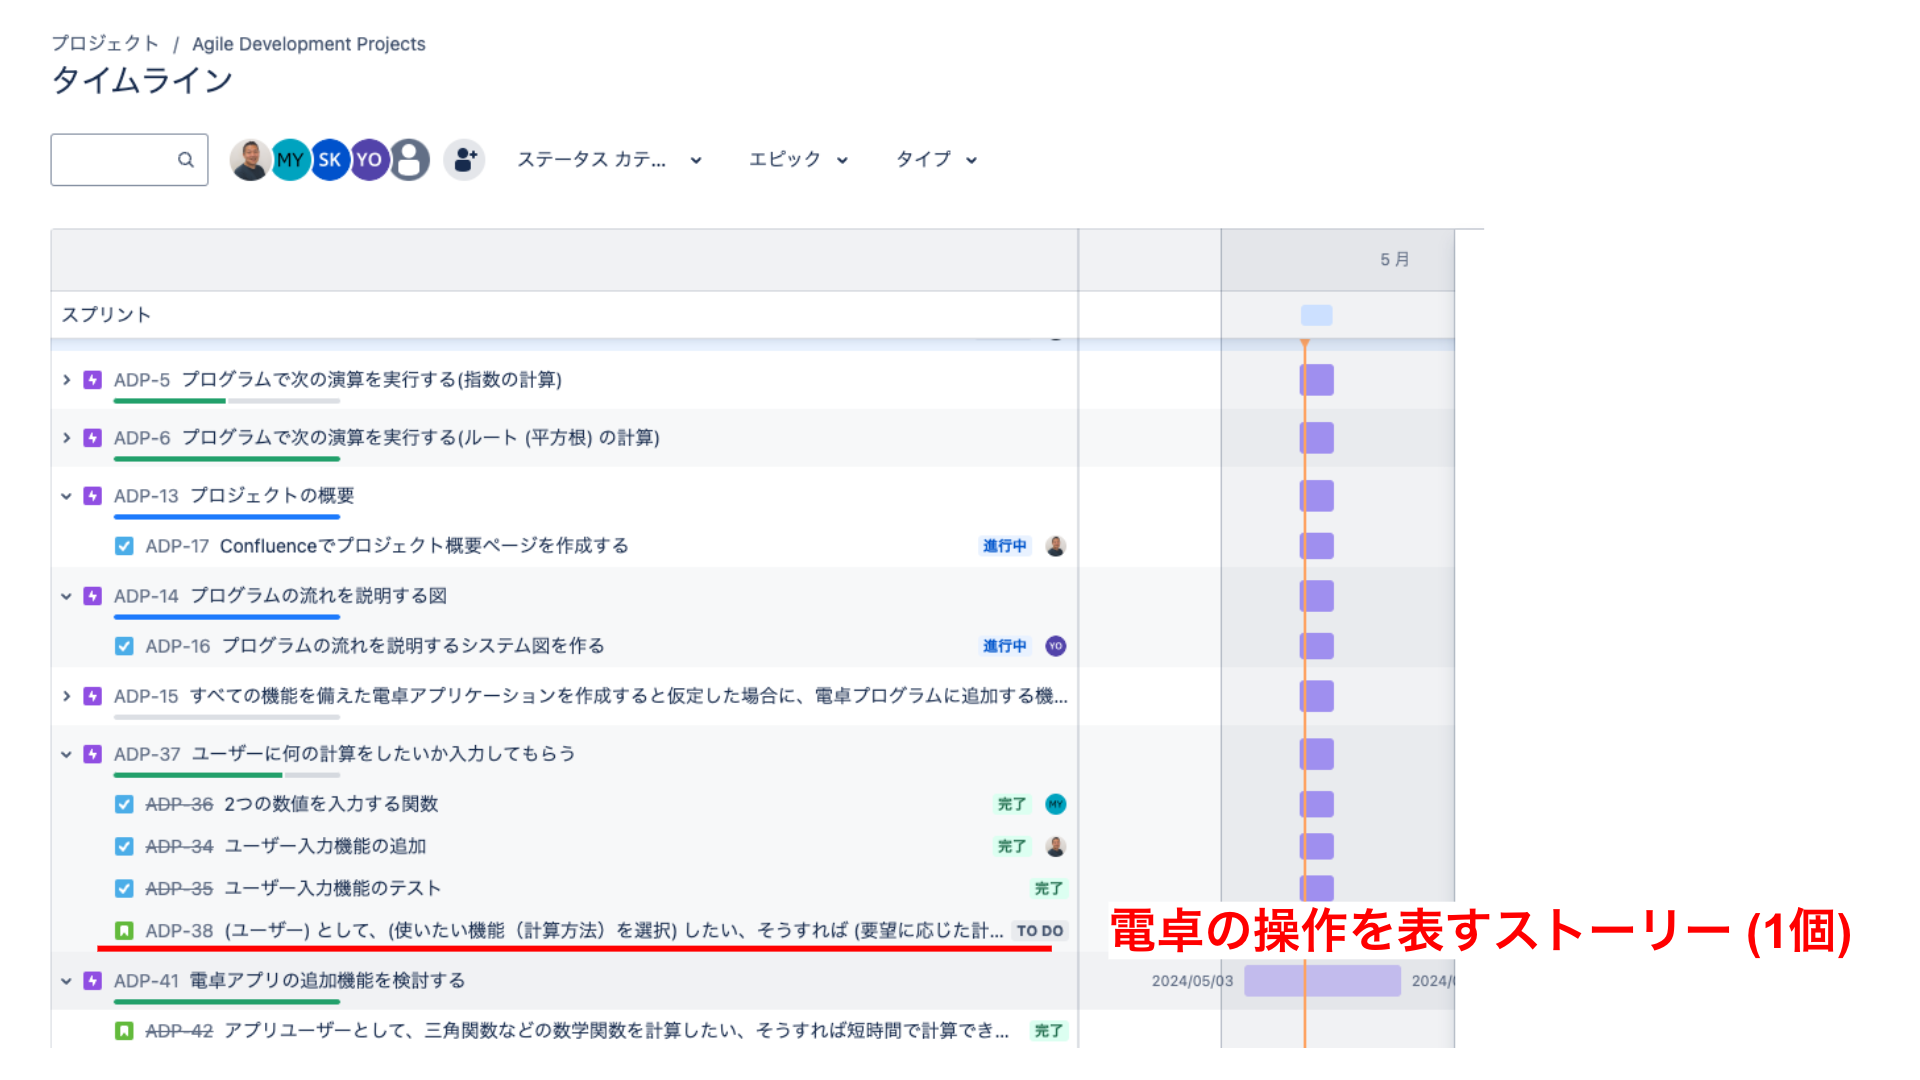 プロジェクト / Agile Development Projects
タイムライン
MY SK YO ステータス カテ... エピック タイプ
5 月
スプリント
ADP-5 プログラムで次の演算を実行する(指数の計算)
ADP-6 プログラムで次の演算を実行する(ルート (平方根) の計算)
ADP-13 プロジェクトの概要
ADP-17 Confluenceでプロジェクト概要ページを作成する 進行中
ADP-14 プログラムの流れを説明する図
ADP-16 プログラムの流れを説明するシステム図を作る 進行中 YO
ADP-15 すべての機能を備えた電卓アプリケーションを作成すると仮定した場合に、電卓プログラムに追加する機...
ADP-37 ユーザーに何の計算をしたいか入力してもらう
ADP-36 2つの数値を入力する関数 完了 MY
ADP-34 ユーザー入力機能の追加 完了
ADP-35 ユーザー入力機能のテスト 完了
ADP-38 (ユーザー) として、(使いたい機能（計算方法）を選択) したい、そうすれば (要望に応じた計... TO DO
電卓の操作を表すストーリー (1個)
ADP-41 電卓アプリの追加機能を検討する 2024/05/03 2024/
ADP-42 アプリユーザーとして、三角関数などの数学関数を計算したい、そうすれば短時間で計算でき... 完了